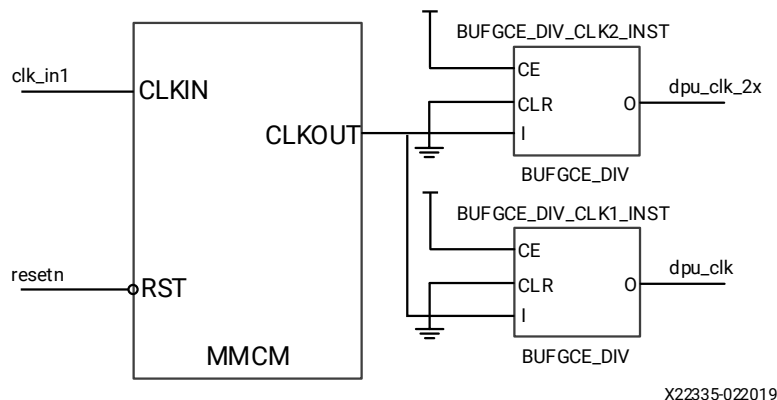 BUFGCE_DIV_CLK2_INST
clk_in1
CLKIN
CE
dpu_clk_2x
CLR
O
CLKOUT
I
BUFGCE_DIV
BUFGCE_DIV_CLK1_INST
CE
resetn
RST
dpu_clk
CLR
O
I
MMCM
BUFGCE_DIV
X22335-022019